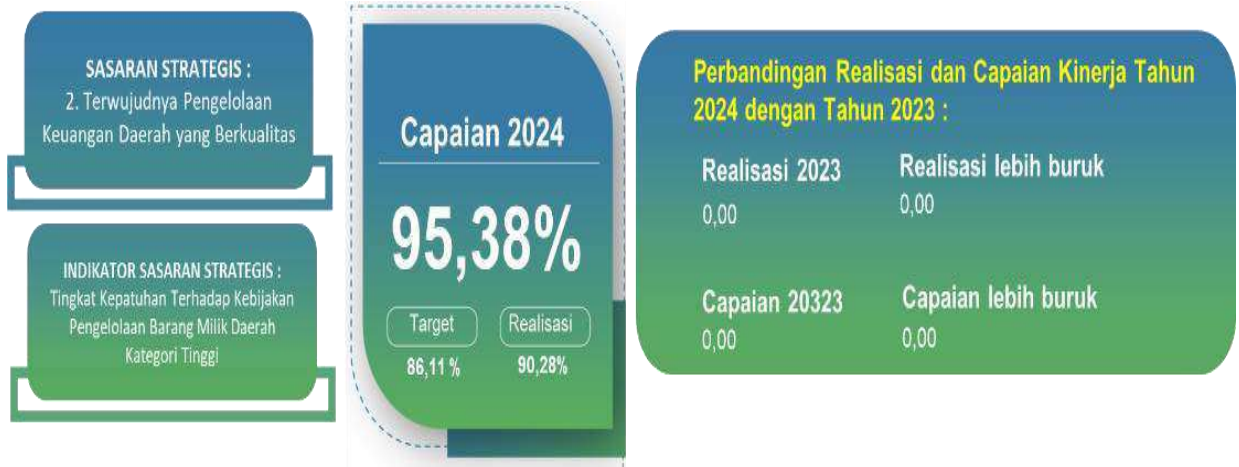 SASARAN STRATEGIS :
2. Terwujudnya Pengelolaan
Keuangan Daerah yang Berkualitas
INDIKATOR SASARAN STRATEGIS :
Tingkat Kepatuhan Terhadap Kebijakan
Pengelolaan Barang Milik Daerah
Kategori Tinggi
Capaian 2024
95,38%
Target
Realisasi
86,11 %
90,28%
Perbandingan Realisasi dan Capaian Kinerja Tahun
2024 dengan Tahun 2023 :
Realisasi 2023
Realisasi lebih buruk
0,00
0,00
Capaian 20323
Capaian lebih buruk
0,00
0,00